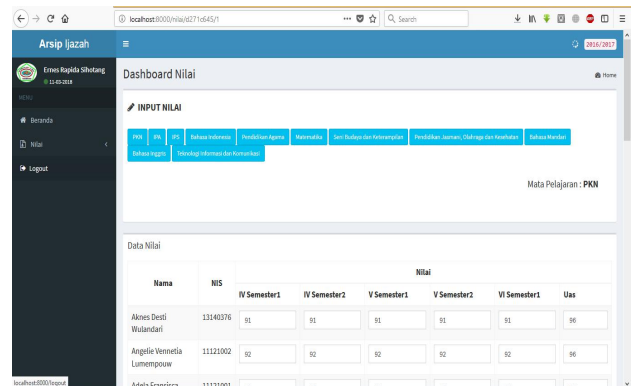 localhost:8000/nilai/d271c645/1
Search
Arsip Ijazah
2016/2017
Ernes Rapida Sihotang
11-03-2018
Dashboard Nilai
Home
MENU
INPUT NILAI
Beranda
PKN IPA IPS Bahasa Indonesia Pendidikan Agama Matematika Seni Budaya dan Keterampilan Pendidikan Jasmani, Olahraga dan Kesehatan Bahasa Mandari
Nilai
Bahasa Inggris Teknologi Informasi dan Komunikasi
Logout
Mata Pelajaran : PKN
Data Nilai
Nama NIS Nilai
IV Semester1 IV Semester2 V Semester1 V Semester2 VI Semester1 Uas
Aknes Desti Wulandari 13140376 91 91 91 91 91 96
Angelie Vennetia Lumempouw 11121002 92 92 92 92 92 96
Adela Fransisca 11121001
localhost:8000/logout